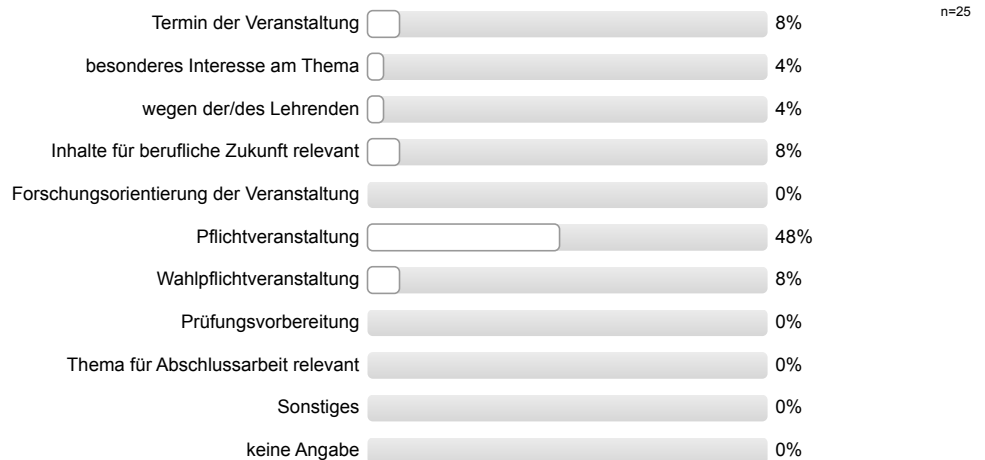 Termin der Veranstaltung 8% n=25
besonderes Interesse am Thema 4%
wegen der/des Lehrenden 4%
Inhalte für berufliche Zukunft relevant 8%
Forschungsorientierung der Veranstaltung 0%
Pflichtveranstaltung 48%
Wahlpflichtveranstaltung 8%
Prüfungsvorbereitung 0%
Thema für Abschlussarbeit relevant 0%
Sonstiges 0%
keine Angabe 0%